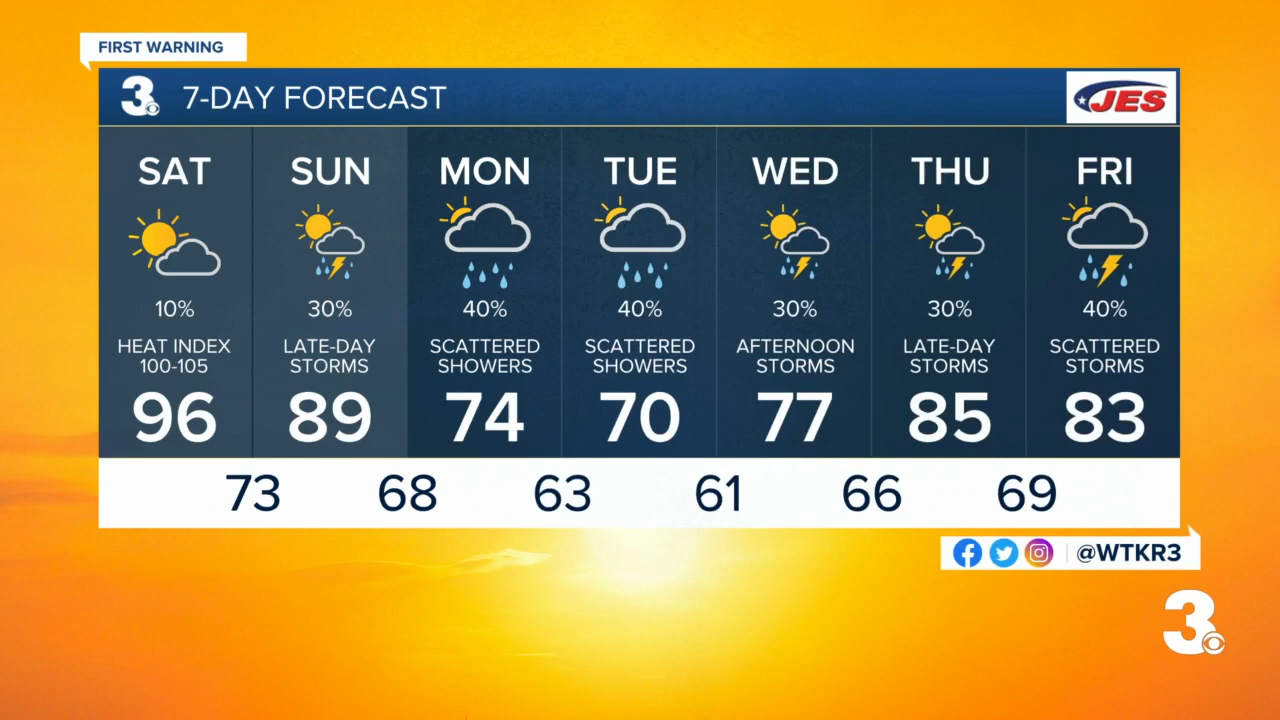 FIRST WARNING
3 7-DAY FORECAST JES
SAT SUN MON TUE WED THU FRI
10% 30% 40% 40% 30% 30% 40%
HEAT INDEX LATE-DAY SCATTERED SCATTERED AFTERNOON LATE-DAY SCATTERED
100-105 STORMS SHOWERS SHOWERS STORMS STORMS STORMS
96 89 74 70 77 85 83
73 68 63 61 66 69
@WTKR3
3